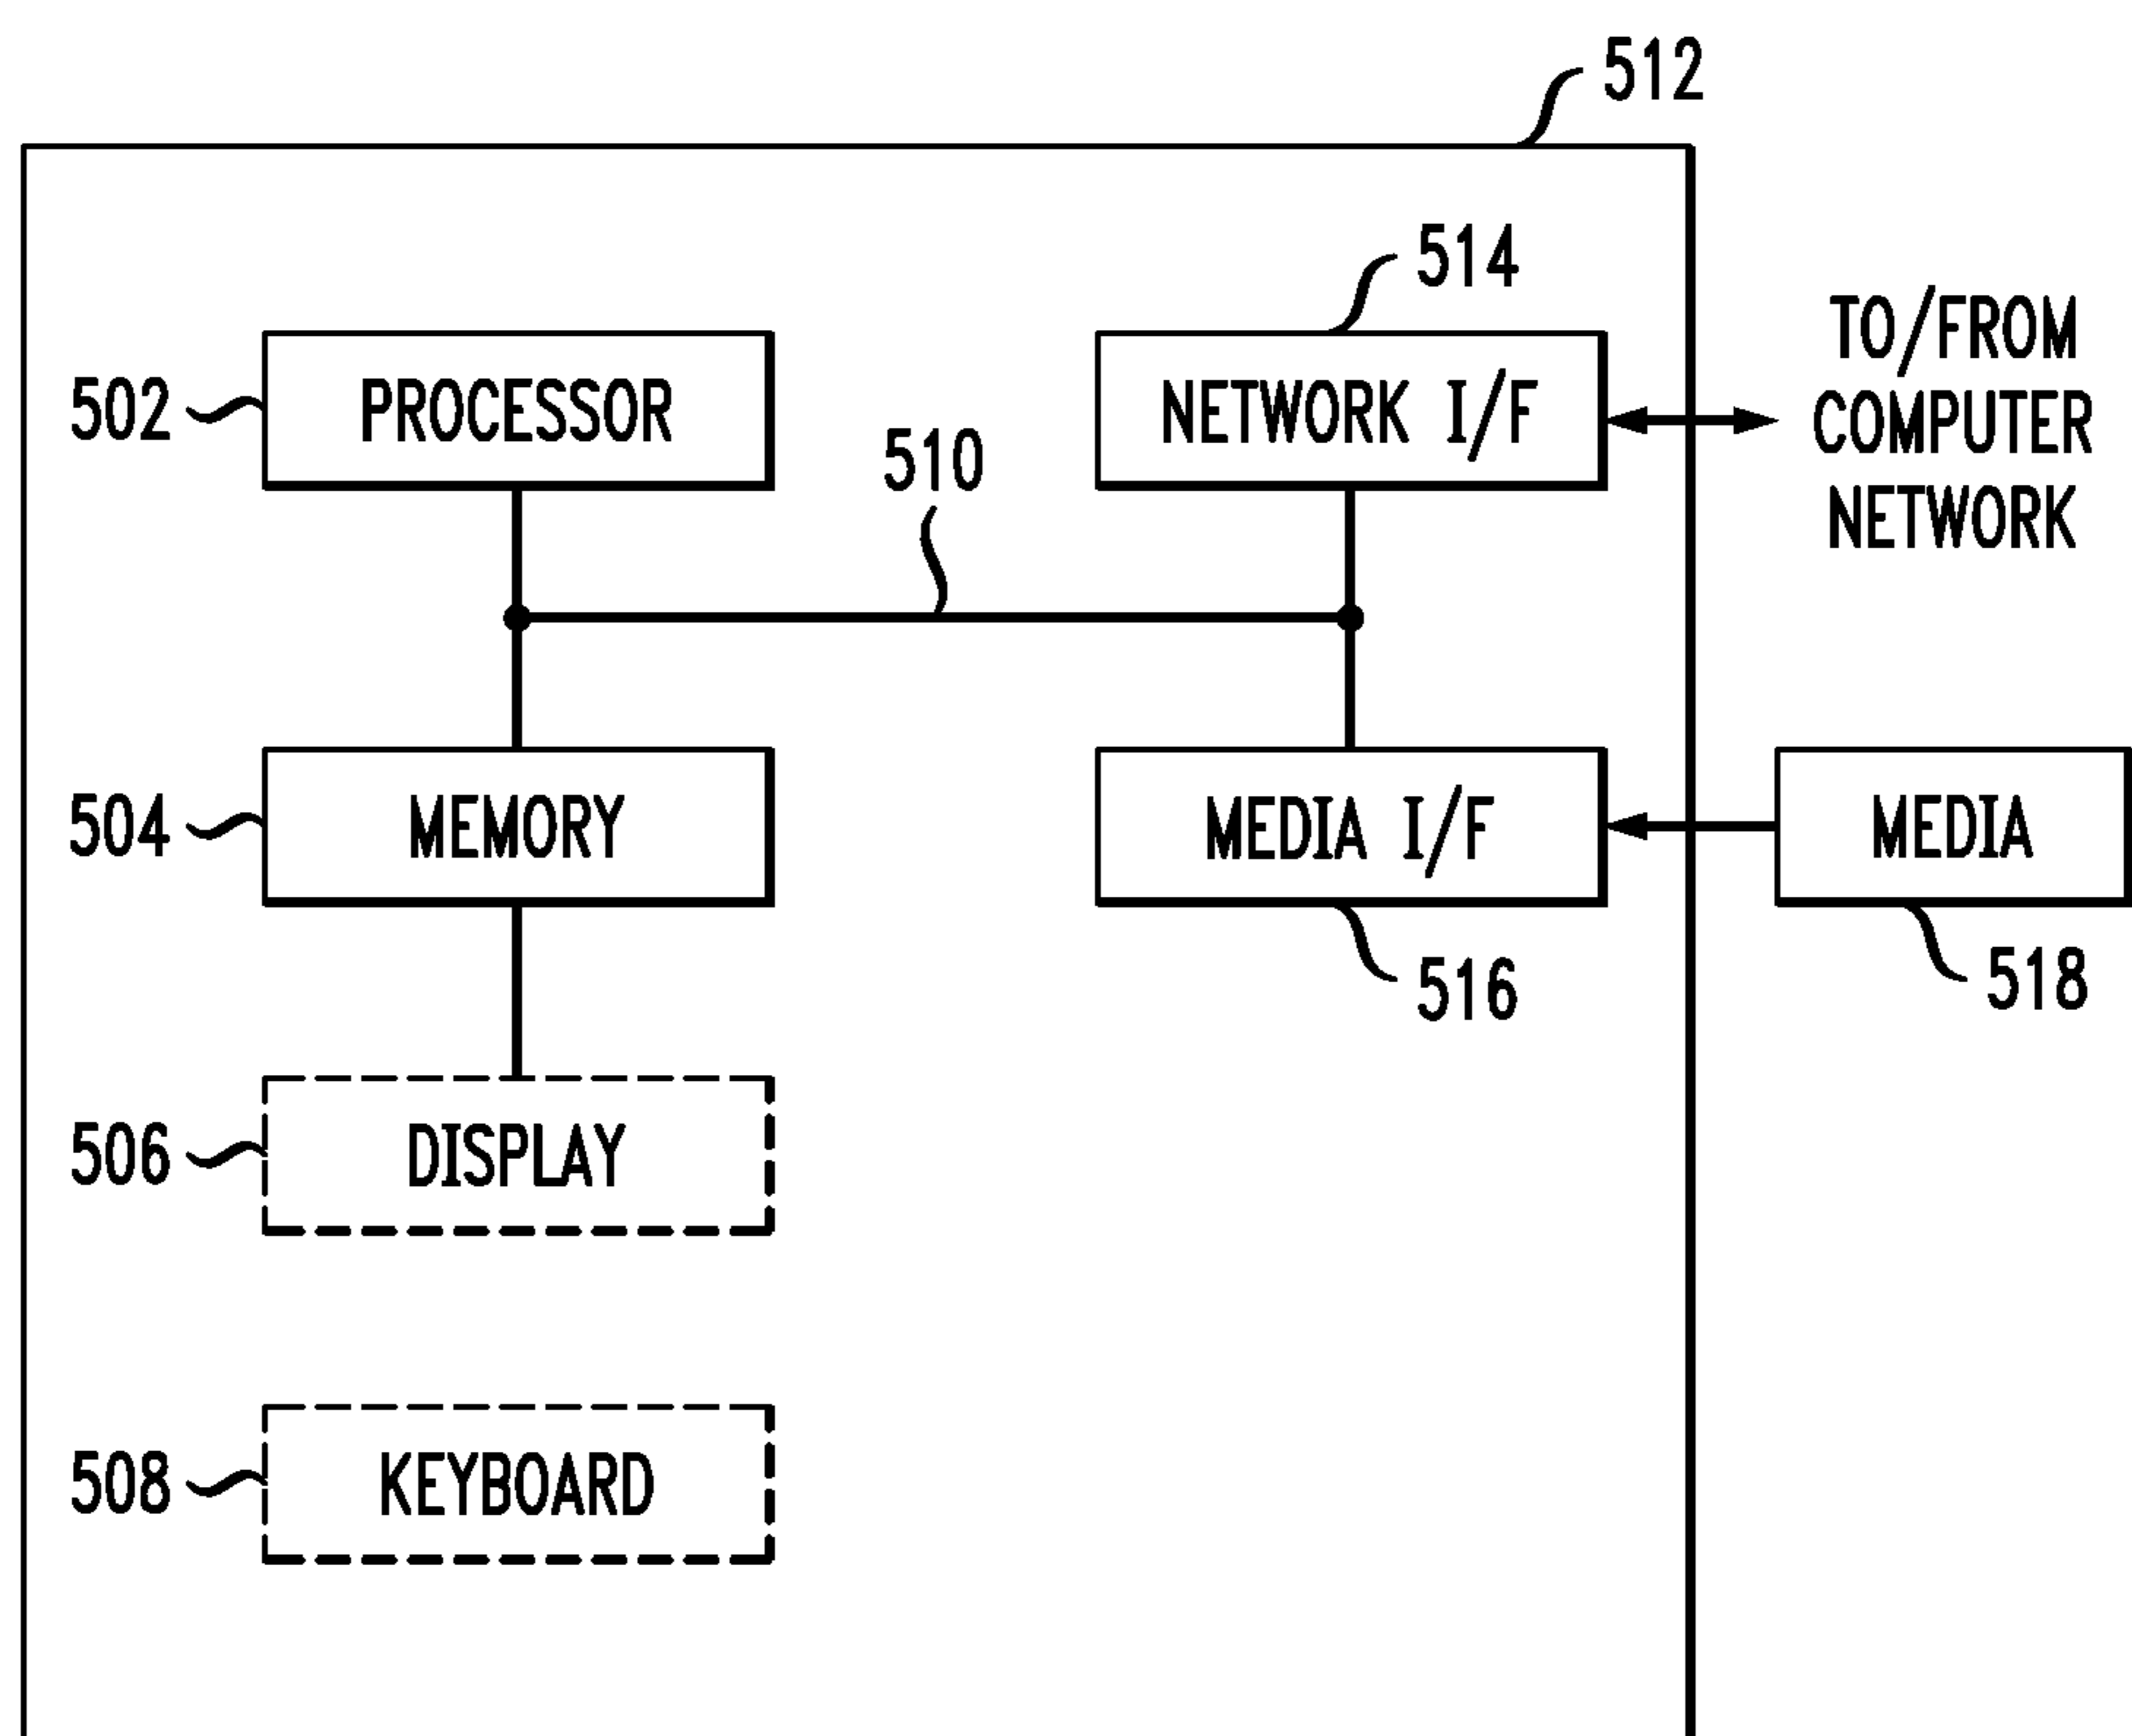 512
514
TO/FROM
COMPUTER
NETWORK
502
PROCESSOR
NETWORK I/F
510
504
MEMORY
MEDIA I/F
MEDIA
516
518
506
DISPLAY
508
KEYBOARD